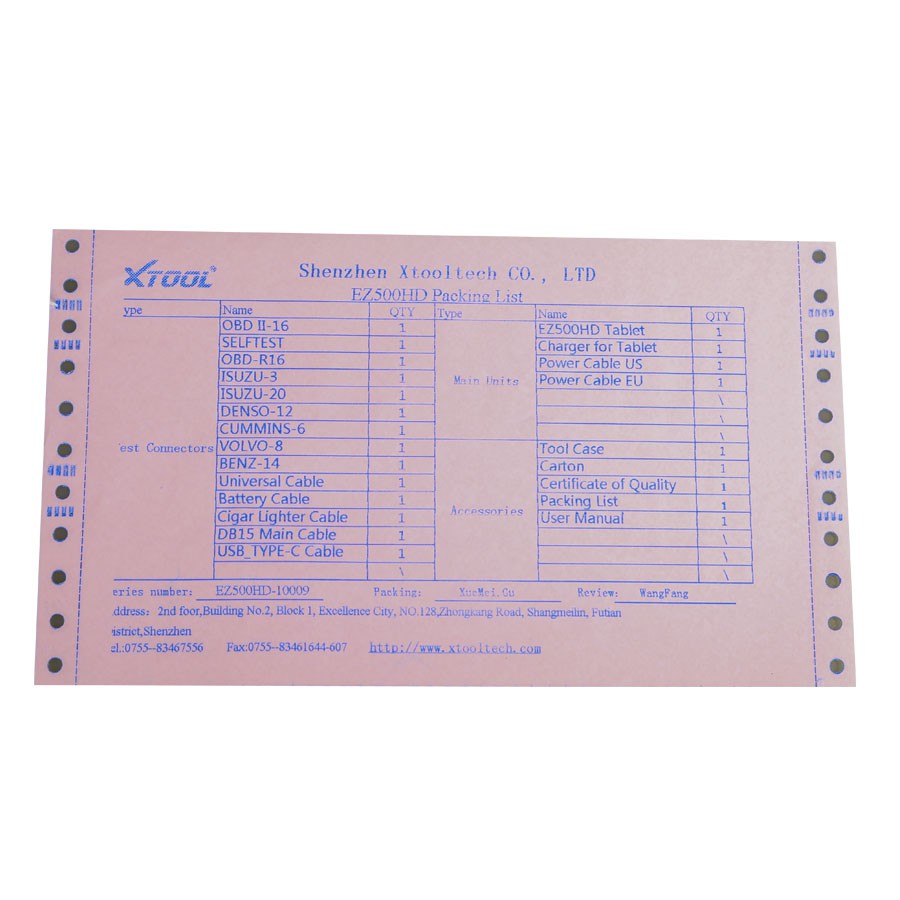 XTOOL®
Shenzhen Xtooltech CO., LTD
EZ500HD Packing List
ype Name QTY Type Name QTY
OBD II-16 1 EZ500HD Tablet 1
SELFTEST 1 Charger for Tablet 1
OBD-R16 1 Power Cable US 1
ISUZU-3 1 Main Units Power Cable EU 1
ISUZU-20 1 \
DENSO-12 1 \
CUMMINS-6 1 \
est Connectors VOLVO-8 1 Tool Case 1
BENZ-14 1 Carton 1
Universal Cable 1 Certificate of Quality 1
Battery Cable 1 Accessories Packing List 1
Cigar Lighter Cable 1 User Manual 1
DB15 Main Cable 1 \
USB_TYPE-C Cable 1 \
\ \
eries number: EZ500HD-10009 Packing: XueMei.Gu Review: WangFang
ddress: 2nd foor,Building No.2, Block 1, Excellence City, NO.128,Zhongkang Road, Shangmeilin, Futian
istrict,Shenzhen
el.:0755--83467556 Fax:0755--83461644-607 http://www.xtooltech.com